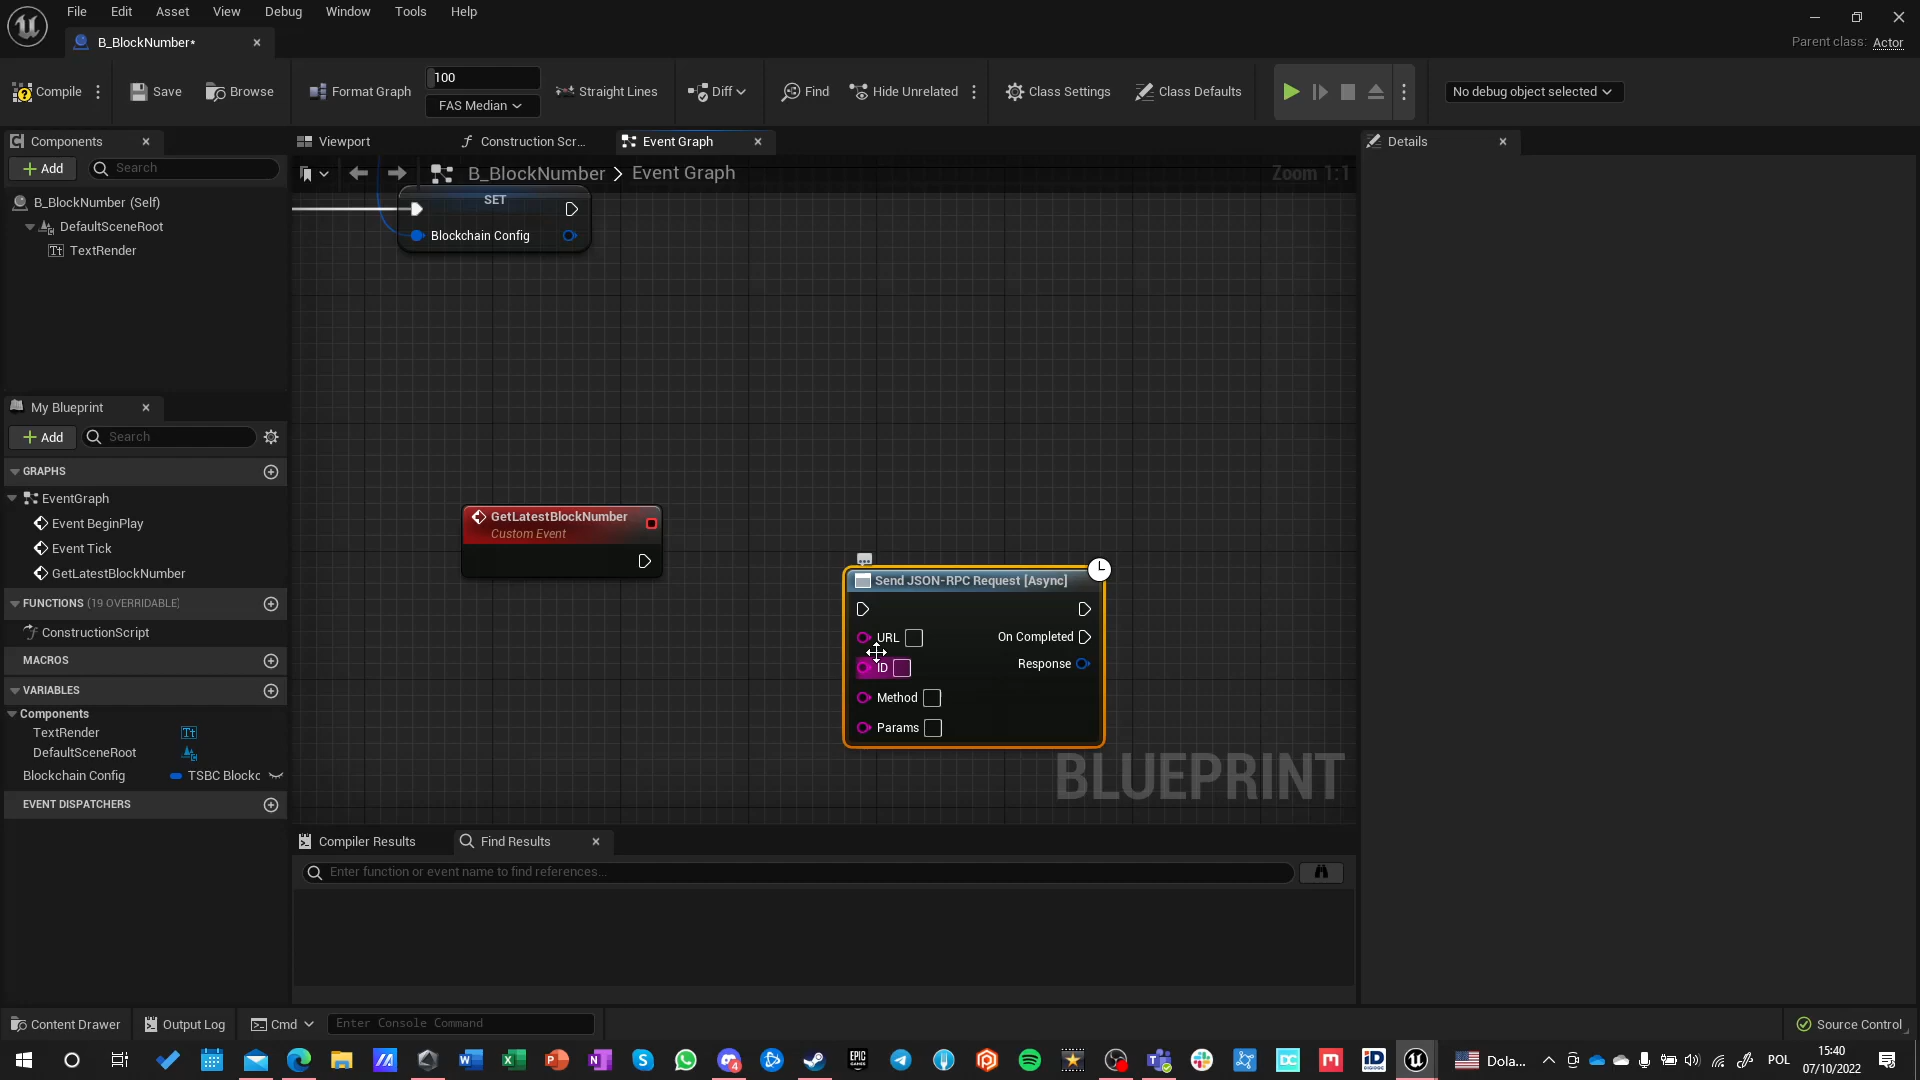 File Edit Asset View Debug Window Tools Help
B_BlockNumber*
Parent class: Actor
Compile Save Browse Format Graph 100 FAS Median Straight Lines Diff Find Hide Unrelated Class Settings Class Defaults No debug object selected
Components
Add Search
B_BlockNumber (Self)
DefaultSceneRoot
Tt TextRender
My Blueprint
Add Search
GRAPHS
EventGraph
Event BeginPlay
Event Tick
GetLatestBlockNumber
FUNCTIONS (19 OVERRIDABLE)
ConstructionScript
MACROS
VARIABLES
Components
TextRender Tt
DefaultSceneRoot
Blockchain Config TSBC Blockc
EVENT DISPATCHERS
Viewport Construction Scr... Event Graph
B_BlockNumber > Event Graph
Zoom 1:1
SET
Blockchain Config
GetLatestBlockNumber
Custom Event
Send JSON-RPC Request [Async]
URL On Completed
ID Response
Method
Params
BLUEPRINT
Compiler Results Find Results
Enter function or event name to find references...
Details
Content Drawer Output Log Cmd Enter Console Command Source Control
4 Dola... POL 15:40
07/10/2022